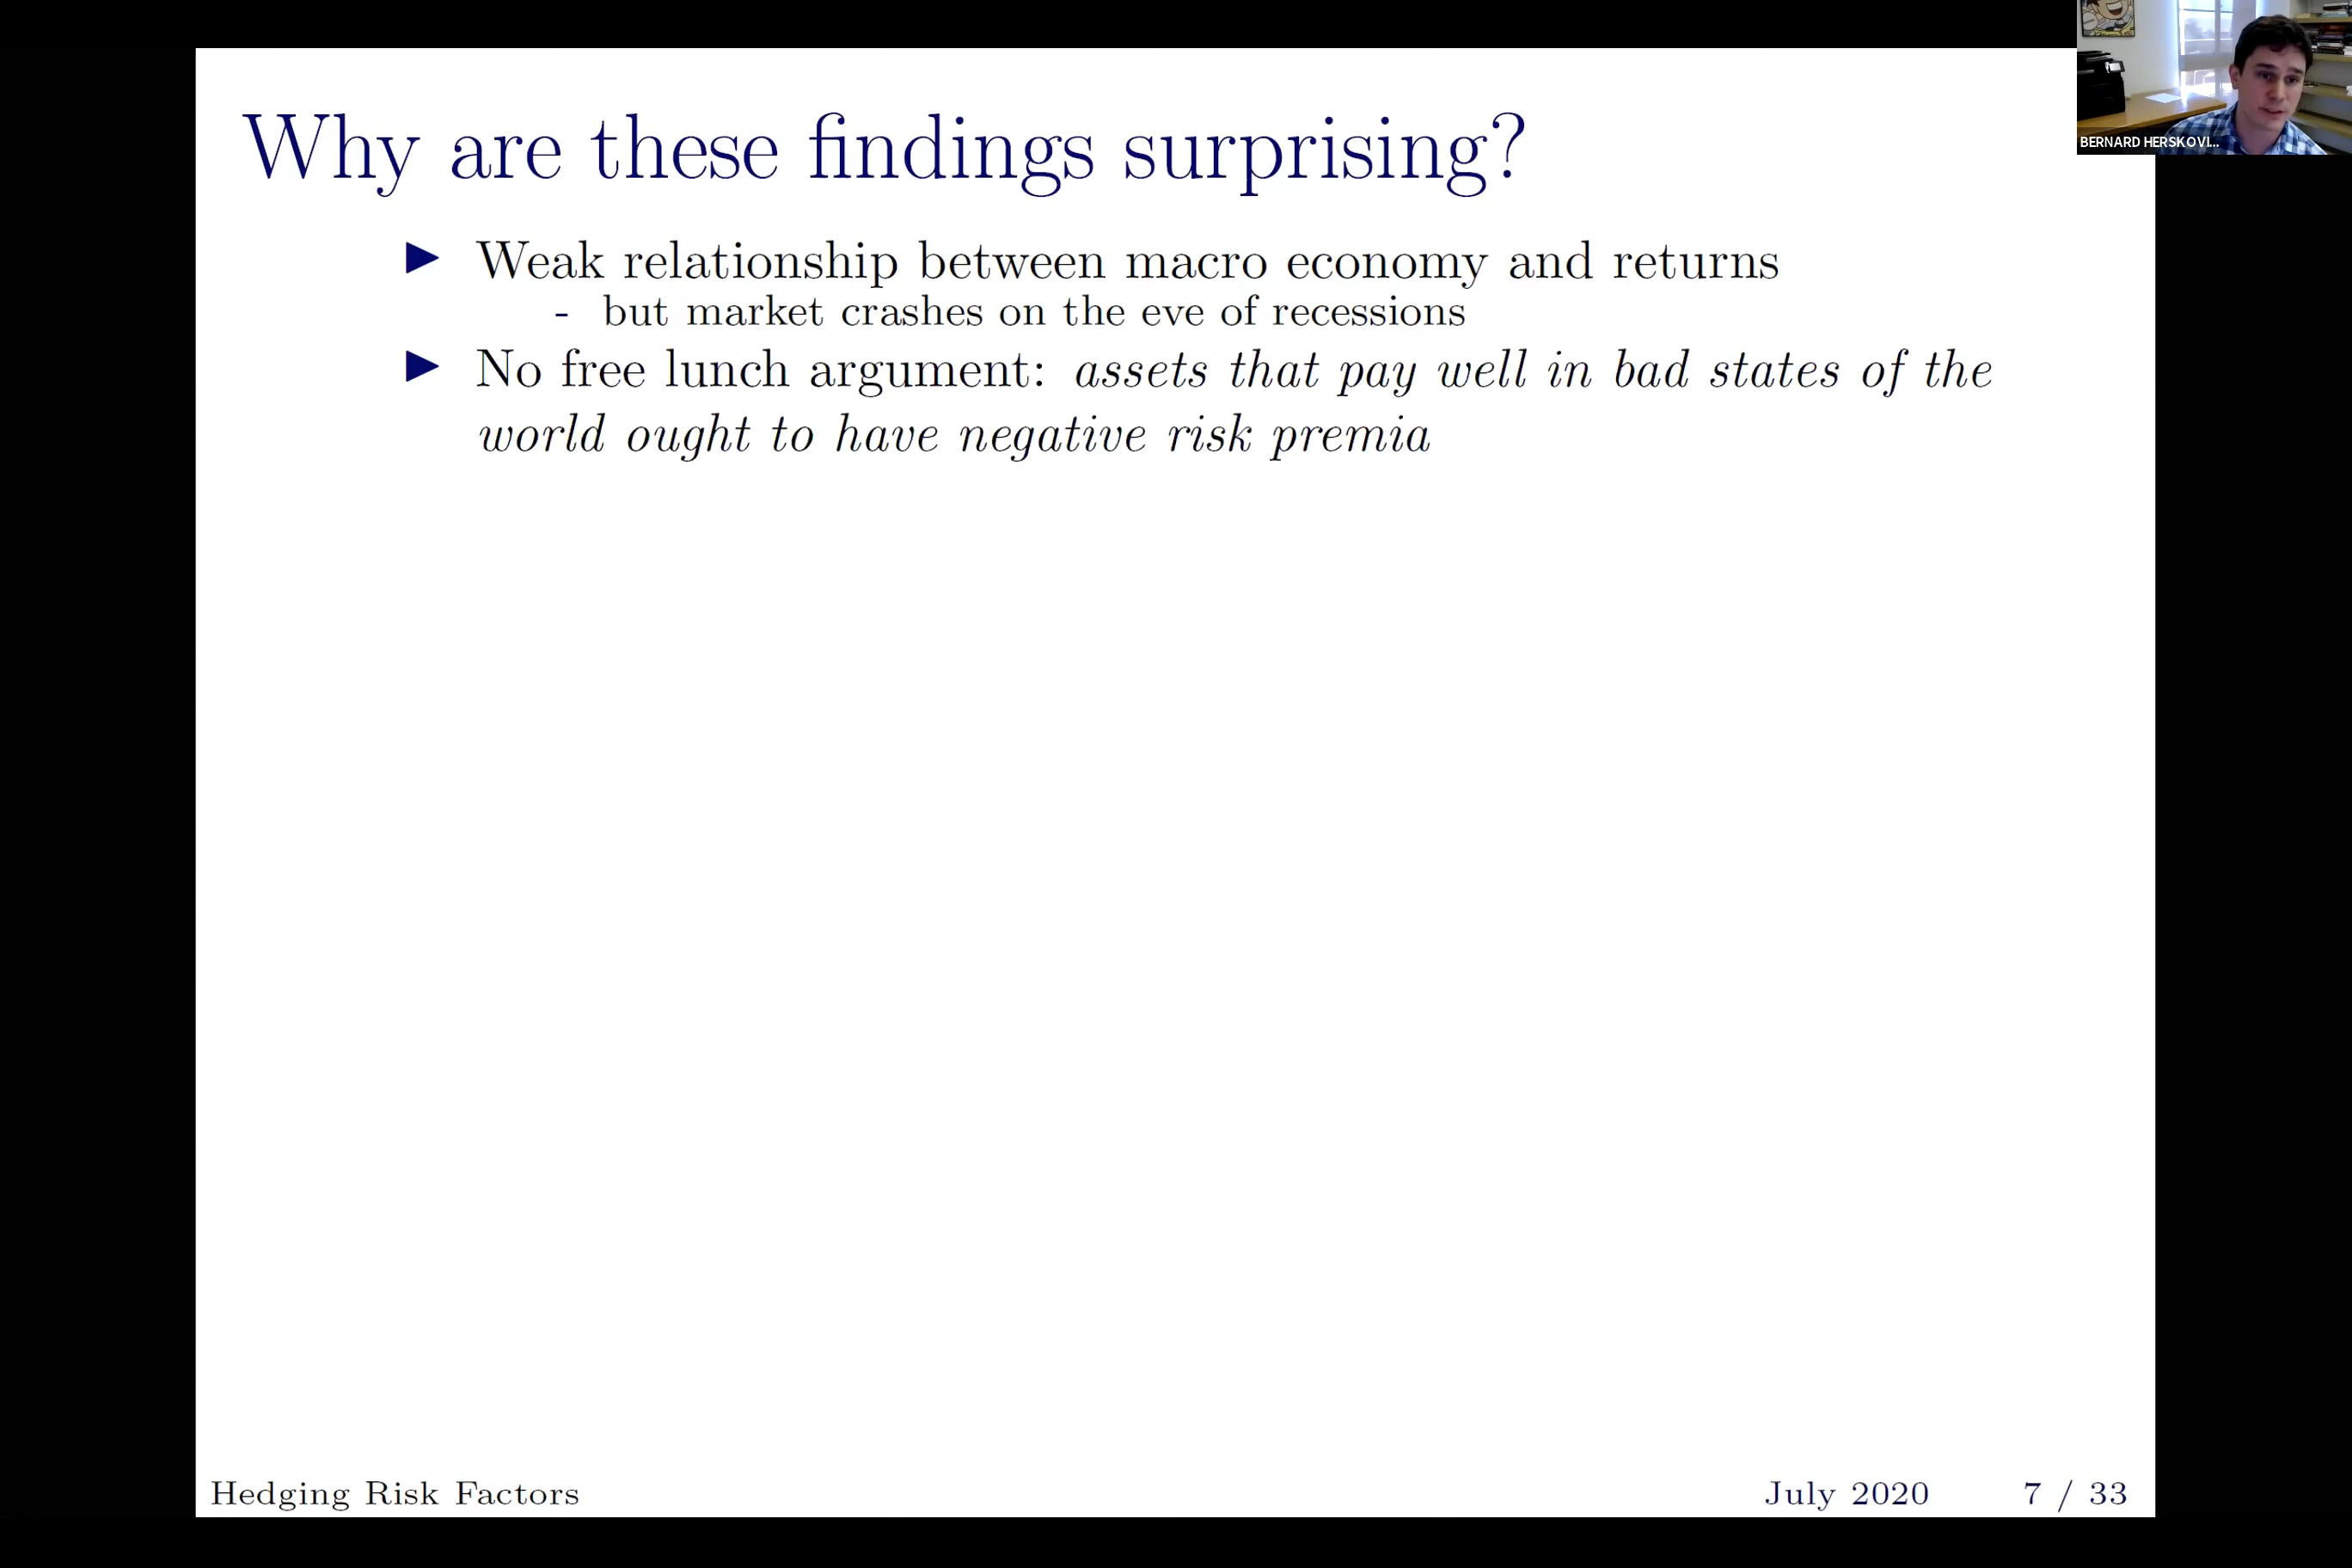 Why are these findings surprising?
BERNARD HERSKOVI...
▶ Weak relationship between macro economy and returns
- but market crashes on the eve of recessions
▶ No free lunch argument: assets that pay well in bad states of the
world ought to have negative risk premia
Hedging Risk Factors
July 2020
7 / 33